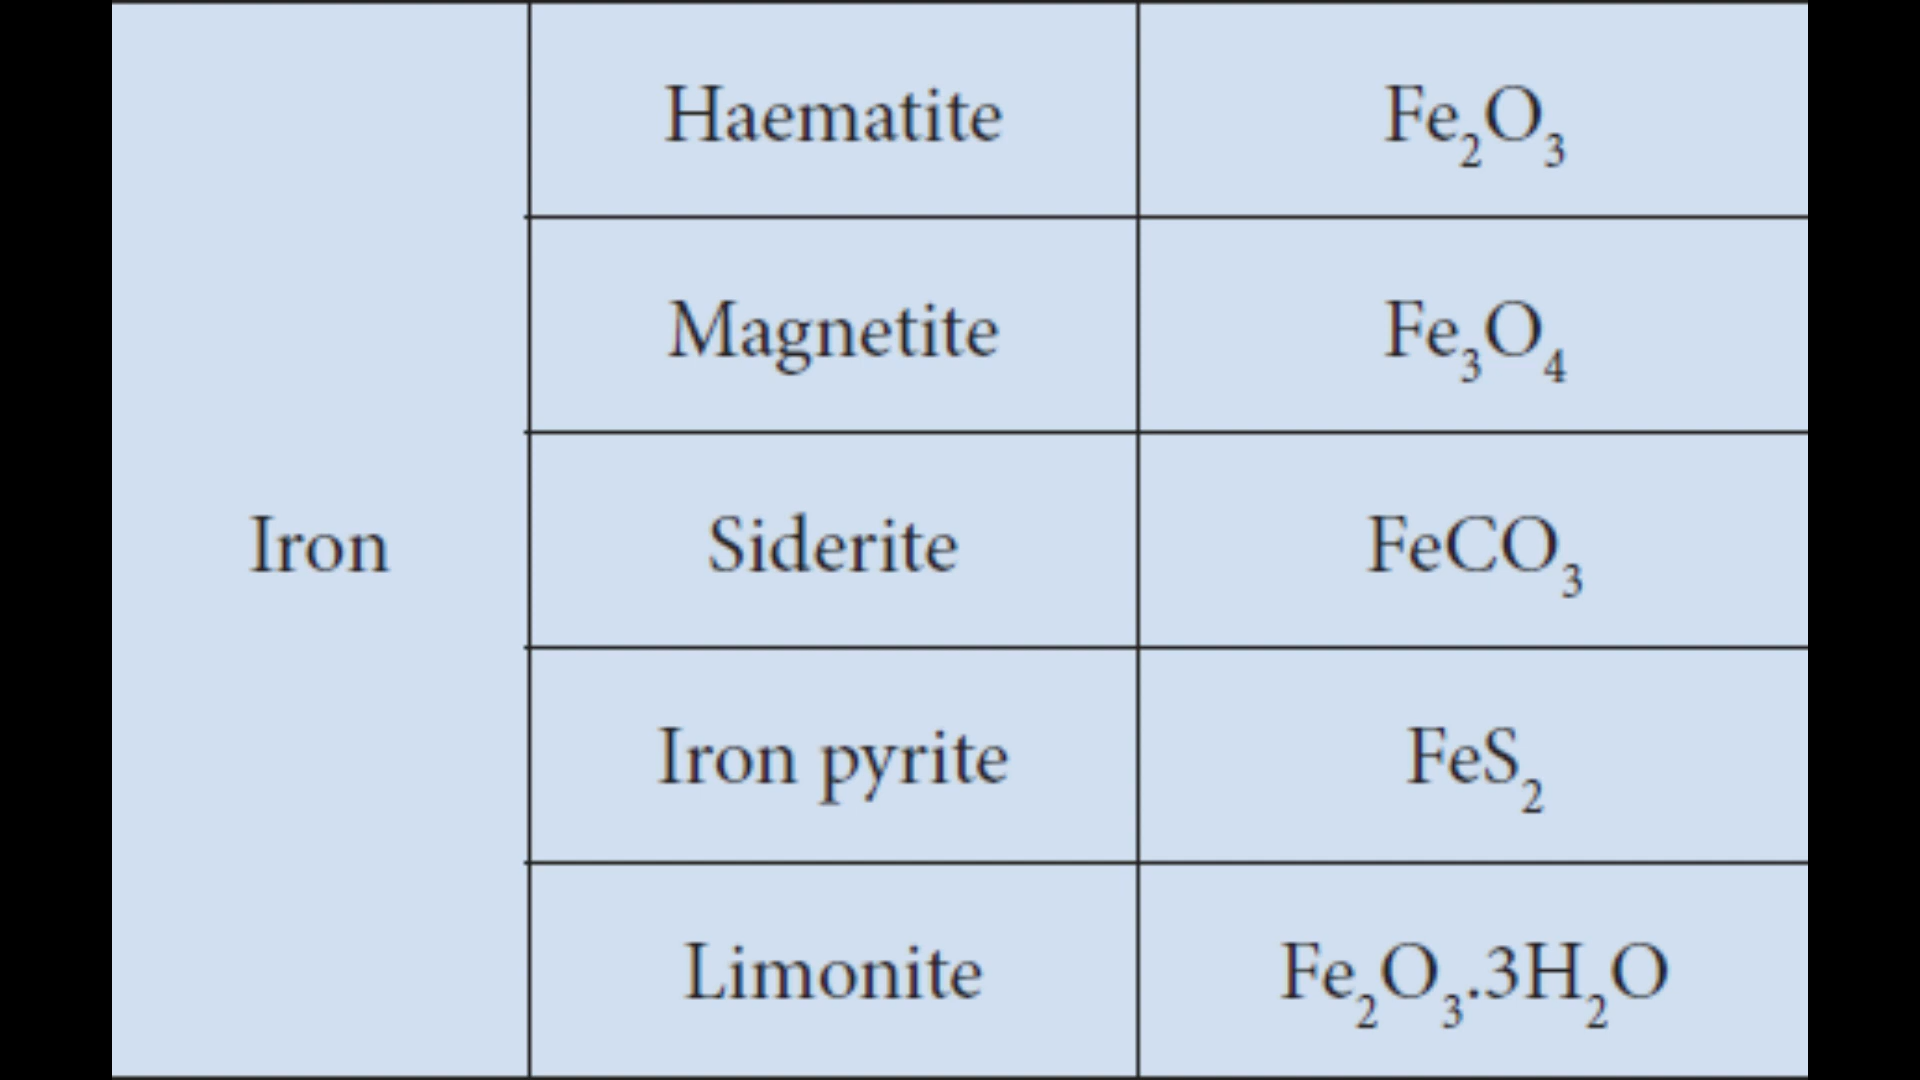 Haematite Fe₂O₃
Magnetite Fe₃O₄
Iron Siderite FeCO₃
Iron pyrite FeS₂
Limonite Fe₂O₃.3H₂O